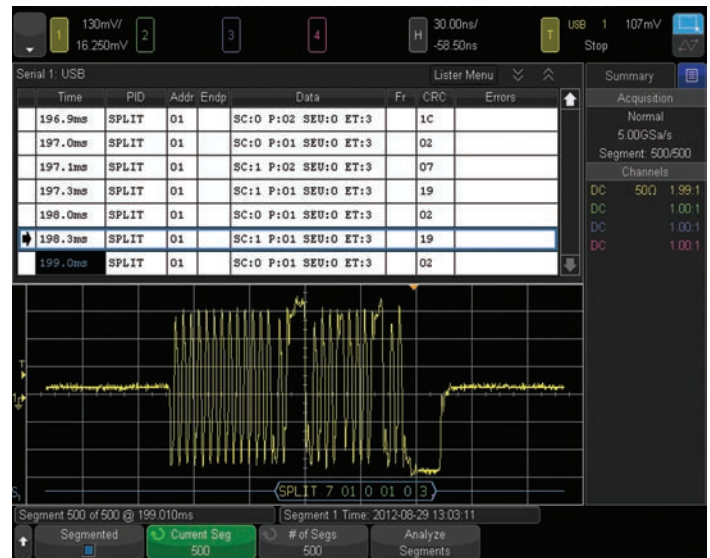 1 130mV/ 2 3 4 H 30.00ns/ T USB 1 107mV
16.250mV -58.50ns Stop
Serial 1: USB Lister Menu Summary
Time PID Addr Endp Data Fr CRC Errors
196.9ms SPLIT 01 SC:0 P:02 SEU:0 ET:3 1C
197.0ms SPLIT 01 SC:0 P:01 SEU:0 ET:3 02
197.1ms SPLIT 01 SC:1 P:02 SEU:0 ET:3 07
197.3ms SPLIT 01 SC:1 P:01 SEU:0 ET:3 19
198.0ms SPLIT 01 SC:0 P:01 SEU:0 ET:3 02
198.3ms SPLIT 01 SC:1 P:01 SEU:0 ET:3 19
199.0ms SPLIT 01 SC:0 P:01 SEU:0 ET:3 02
Acquisition
Normal
5.00GSa/s
Segment: 500/500
Channels
DC 50Ω 1.99:1
DC 1.00:1
DC 1.00:1
DC 1.00:1
T
1
S1 SPLIT 7 01 0 01 0 3
Segment 500 of 500 @ 199.010ms Segment 1 Time: 2012-08-29 13:03:11
Segmented Current Seg # of Segs Analyze
500 500 Segments